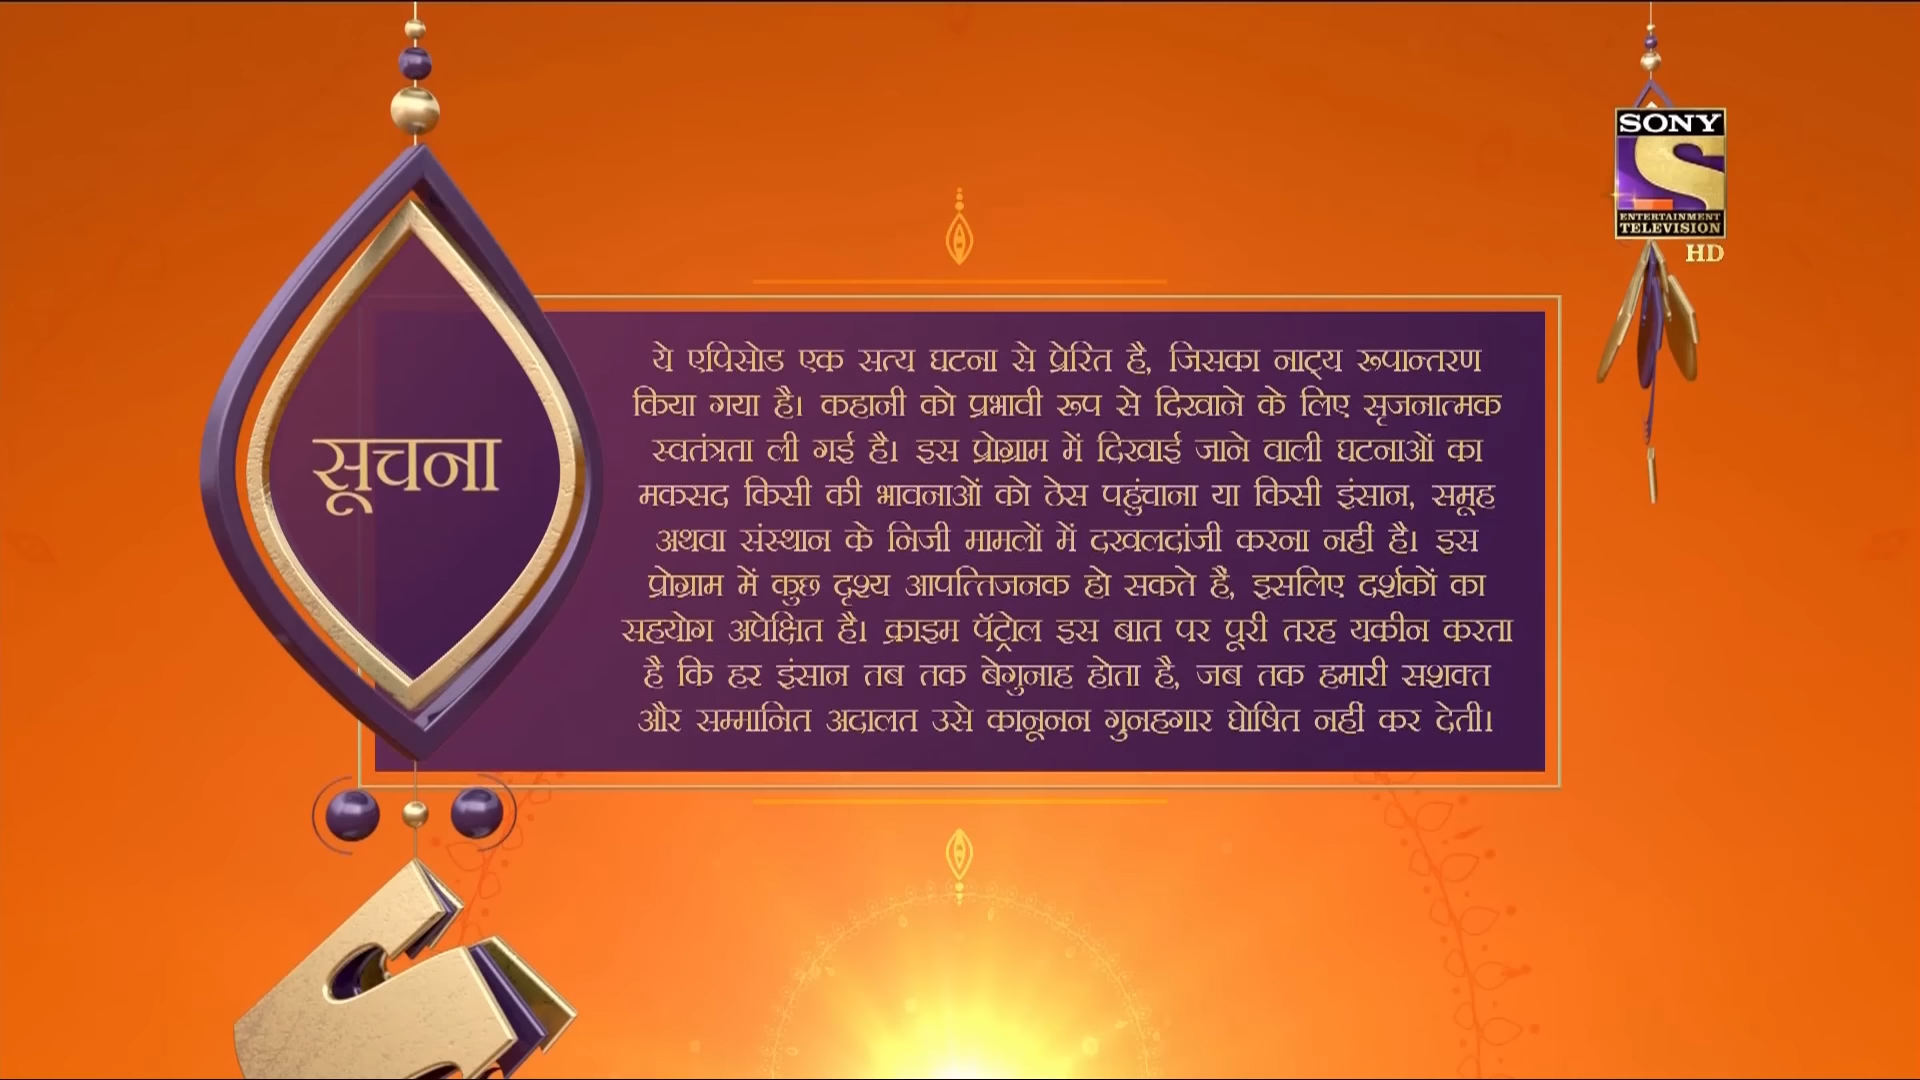 सूचना
ये एपिसोड एक सत्य घटना से प्रेरित है, जिसका नाट्य रूपान्तरण
किया गया है। कहानी को प्रभावी रूप से दिखाने के लिए सृजनात्मक
स्वतंत्रता ली गई है। इस प्रोग्राम में दिखाई जाने वाली घटनाओं का
मकसद किसी की भावनाओं को ठेस पहुंचाना या किसी इंसान, समूह
अथवा संस्थान के निजी मामलों में दखलदांजी करना नहीं है। इस
प्रोग्राम में कुछ दृश्य आपत्तिजनक हो सकते हैं, इसलिए दर्शकों का
सहयोग अपेक्षित है। क्राइम पॅट्रोल इस बात पर पूरी तरह यकीन करता
है कि हर इंसान तब तक बेगुनाह होता है, जब तक हमारी सशक्त
और सम्मानित अदालत उसे कानूनन गुनहगार घोषित नहीं कर देती।
SONY
ENTERTAINMENT
TELEVISION
HD